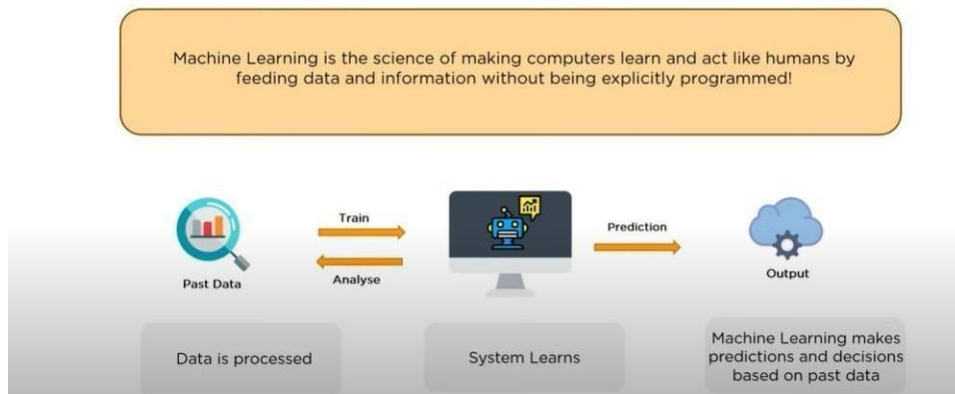 Machine Learning is the science of making computers learn and act like humans by
feeding data and information without being explicitly programmed!
Train
Prediction
Past Data
Analyse
Output
Data is processed
System Learns
Machine Learning makes
predictions and decisions
based on past data